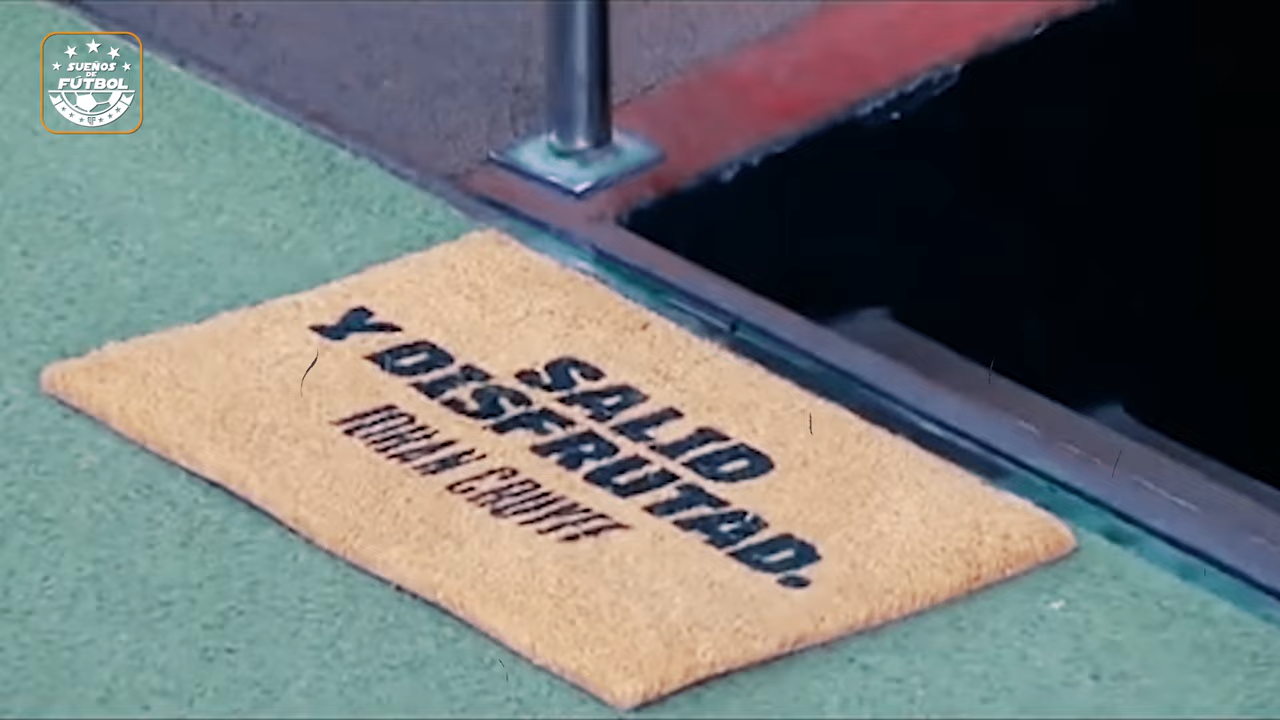 SUEÑOS
DE
FÚTBOL
SALID
Y DISFRUTAD.
JOHAN CRUYFF